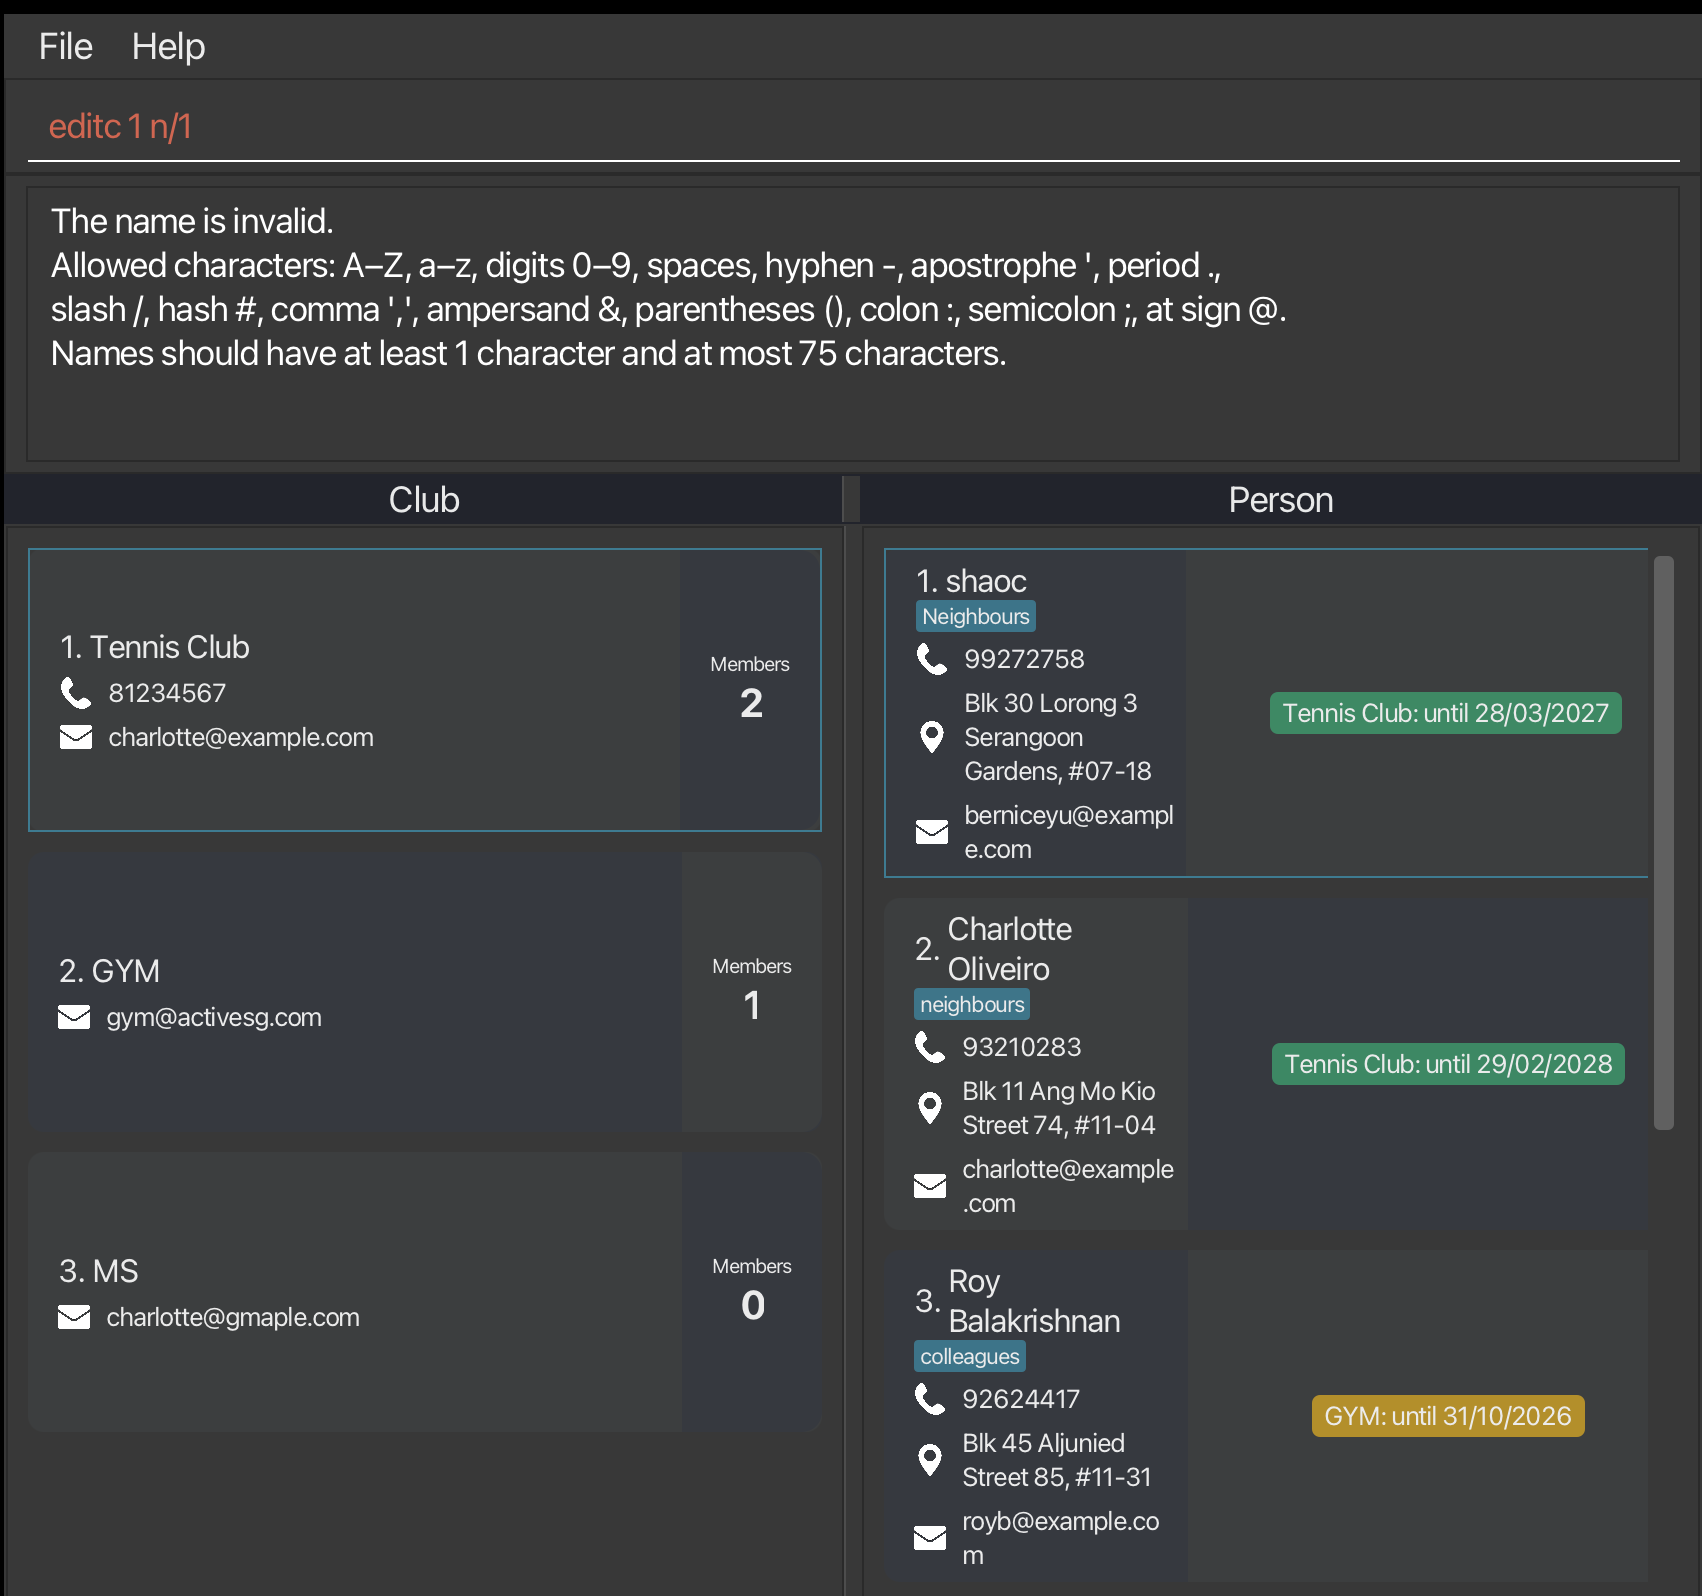 File Help
editc 1 n/1
The name is invalid.
Allowed characters: A–Z, a–z, digits 0–9, spaces, hyphen -, apostrophe ', period .,
slash /, hash #, comma ',', ampersand &, parentheses (), colon :, semicolon ;, at sign @.
Names should have at least 1 character and at most 75 characters.
Club
1. Tennis Club
81234567
charlotte@example.com
Members
2
2. GYM
gym@activesg.com
Members
1
3. MS
charlotte@gmaple.com
Members
0
Person
1. shaoc
Neighbours
99272758
Blk 30 Lorong 3
Serangoon
Gardens, #07-18
berniceyu@exampl
e.com
Tennis Club: until 28/03/2027
2. Charlotte
Oliveiro
neighbours
93210283
Blk 11 Ang Mo Kio
Street 74, #11-04
charlotte@example
.com
Tennis Club: until 29/02/2028
3. Roy
Balakrishnan
colleagues
92624417
Blk 45 Aljunied
Street 85, #11-31
royb@example.co
m
GYM: until 31/10/2026